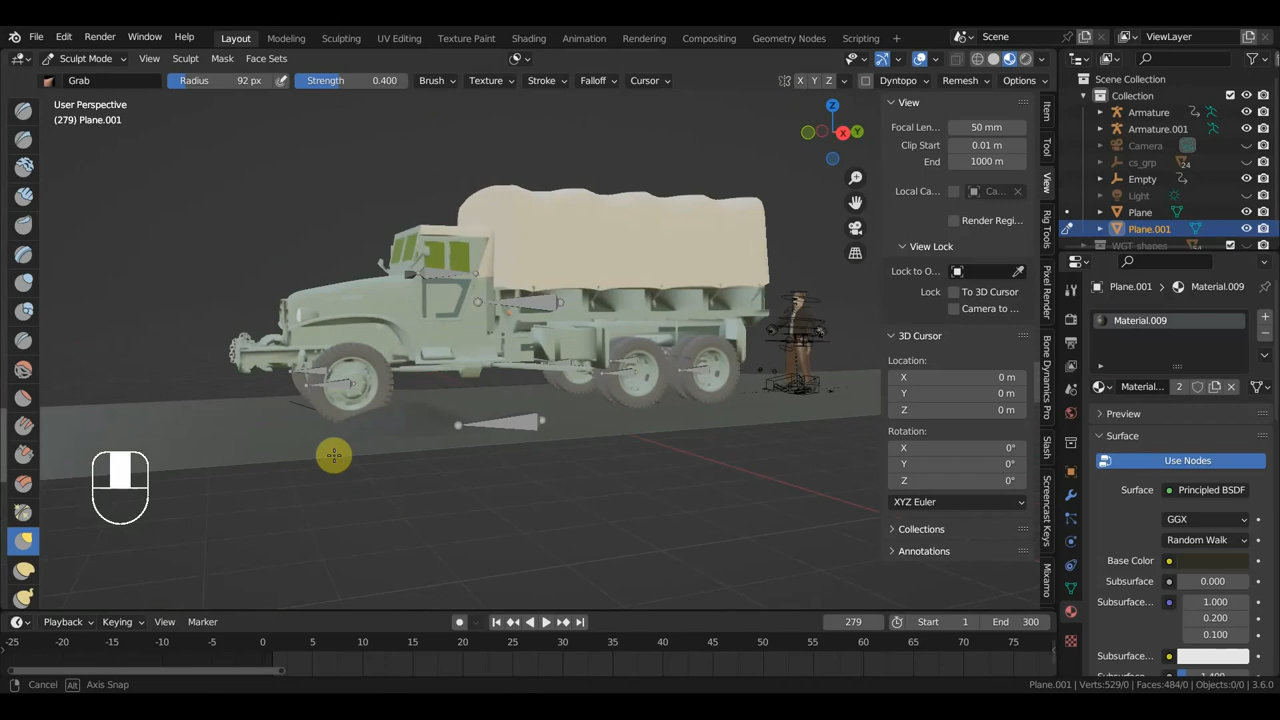 File Edit Render Window Help Layout Modeling Sculpting UV Editing Texture Paint Shading Animation Rendering Compositing Geometry Nodes Scripting + Scene ViewLayer
Sculpt Mode View Sculpt Mask Face Sets
Grab Radius 92 px Strength 0.400 Brush Texture Stroke Falloff Cursor X Y Z Dyntopo Remesh Options
User Perspective
(279) Plane.001
Z
X
Y
View
Focal Len... 50 mm
Clip Start 0.01 m
End 1000 m
Local Ca... Ca...
Render Regi...
View Lock
Lock to O...
Lock To 3D Cursor
Camera to ...
3D Cursor
Location:
X 0 m
Y 0 m
Z 0 m
Rotation:
X 0°
Y 0°
Z 0°
XYZ Euler
Collections
Annotations
Item
Tool
View
Rig Tools
Pixel Render
Bone Dynamics Pro
Slash
Screencast Keys
Mixamo
Scene Collection
Collection
Armature
Armature.001
Camera
cs_grp 24
Empty
Light
Plane
Plane.001
WGT_shapes
Plane.001 Material.009
Material.009
Material... 2
Preview
Surface
Use Nodes
Surface Principled BSDF
GGX
Random Walk
Base Color
Subsurface 0.000
Subsurface... 1.000
0.200
0.100
Subsurface...
Subsurface... 1.400
Playback Keying View Marker 279 Start 1 End 300
-25 -20 -15 -10 -5 0 5 10 15 20 25 30 35 40 45 50 55 60 65 70 75
Cancel Alt Axis Snap Plane.001 | Verts:529/0 | Faces:484/0 | Objects:0/0 | 3.6.0